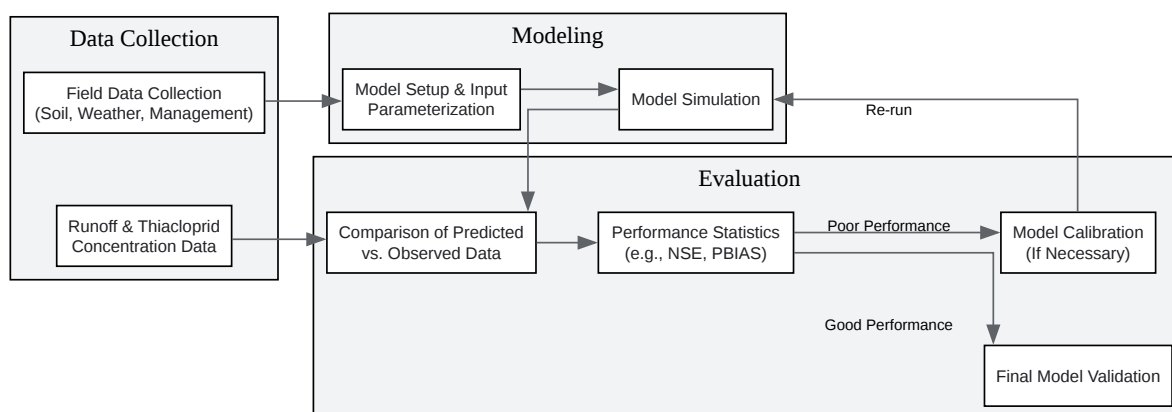 Data Collection
Field Data Collection
(Soil, Weather, Management)
Runoff & Thiacloprid
Concentration Data
Modeling
Model Setup & Input
Parameterization
Model Simulation
Re-run
Evaluation
Comparison of Predicted
vs. Observed Data
Performance Statistics
(e.g., NSE, PBIAS)
Poor Performance
Model Calibration
(If Necessary)
Good Performance
Final Model Validation